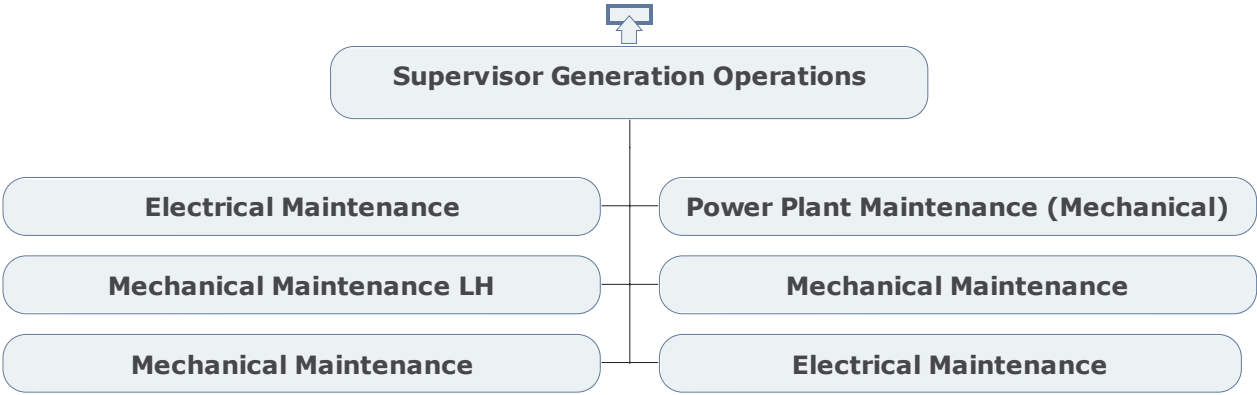 Supervisor Generation Operations
Electrical Maintenance
Power Plant Maintenance (Mechanical)
Mechanical Maintenance LH
Mechanical Maintenance
Mechanical Maintenance
Electrical Maintenance